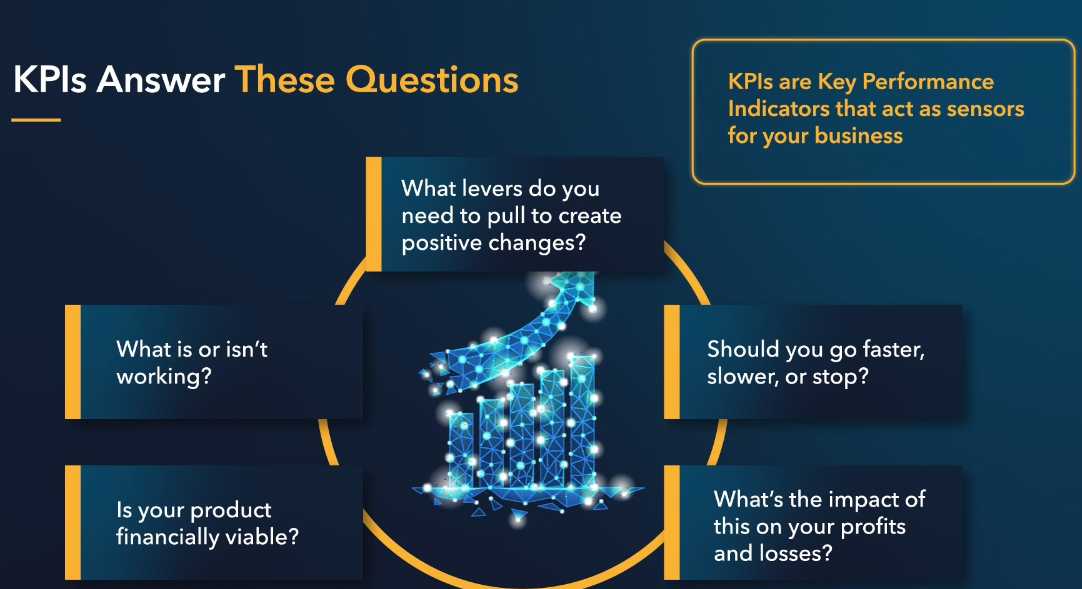 KPIs Answer These Questions
KPIs are Key Performance
Indicators that act as sensors
for your business
What levers do you
need to pull to create
positive changes?
What is or isn't
working?
Should you go faster,
slower, or stop?
Is your product
financially viable?
What's the impact of
this on your profits
and losses?